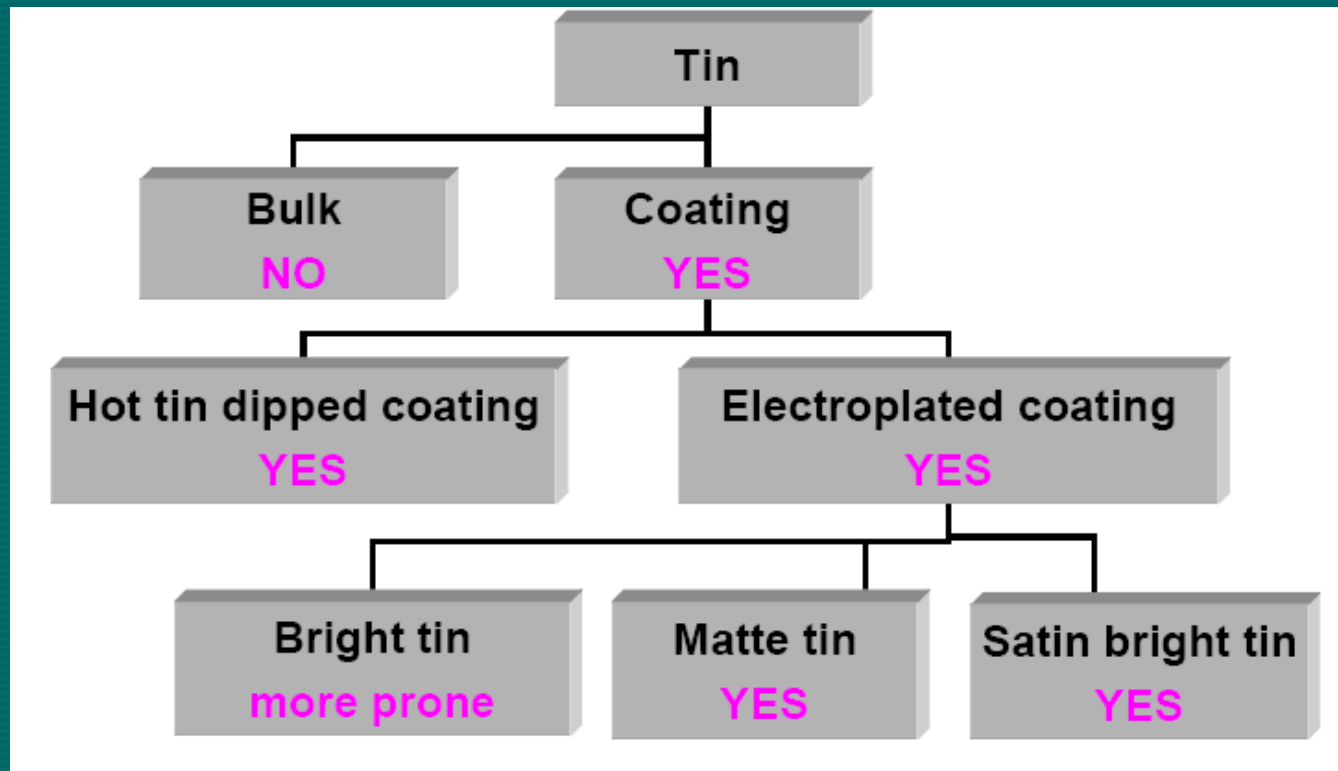 Tin
Bulk
NO
Coating
YES
Hot tin dipped coating
YES
Electroplated coating
YES
Bright tin
more prone
Matte tin
YES
Satin bright tin
YES